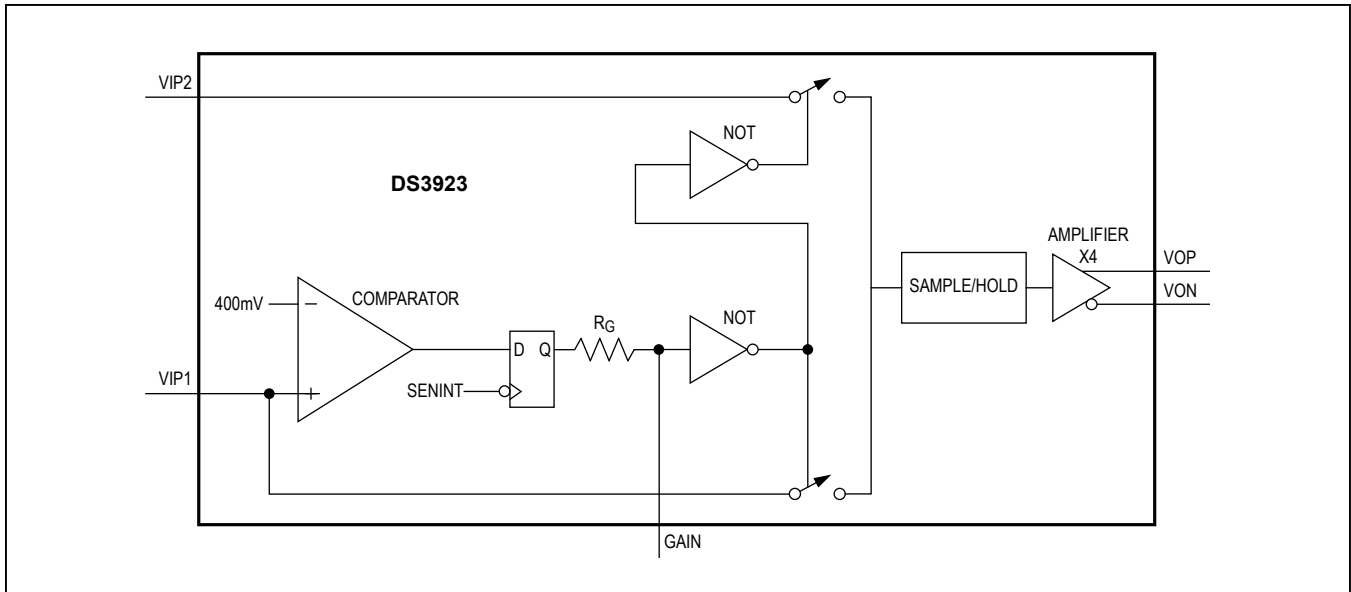 VIP2
NOT
DS3923
AMPLIFIER
X4
VOP
VON
SAMPLE/HOLD
400mV
−
COMPARATOR
RG
NOT
D Q
SENINT
VIP1
+
GAIN